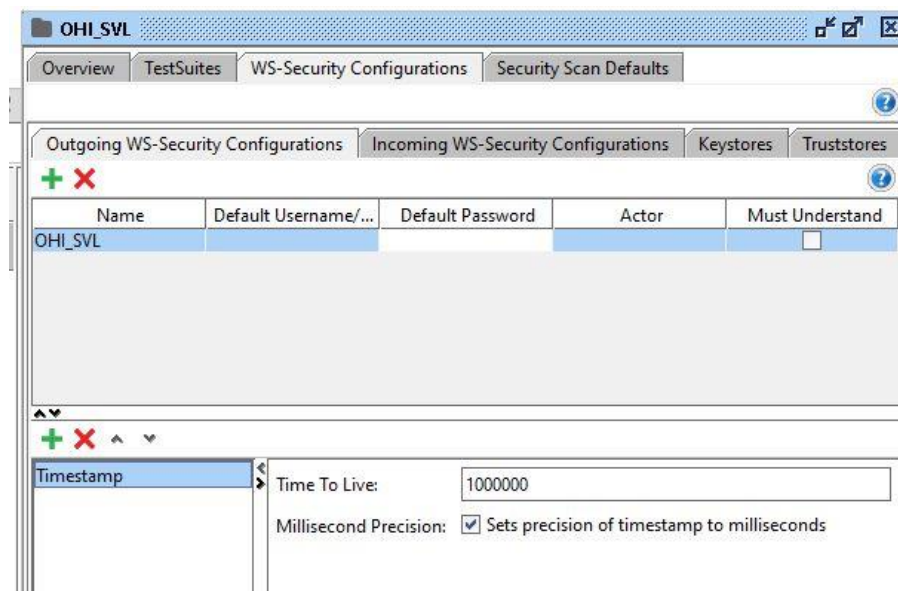 OHI_SVL
Overview TestSuites WS-Security Configurations Security Scan Defaults
Outgoing WS-Security Configurations Incoming WS-Security Configurations Keystores Truststores
Name Default Username/... Default Password Actor Must Understand
OHI_SVL
Timestamp Time To Live: 1000000
Millisecond Precision: Sets precision of timestamp to milliseconds